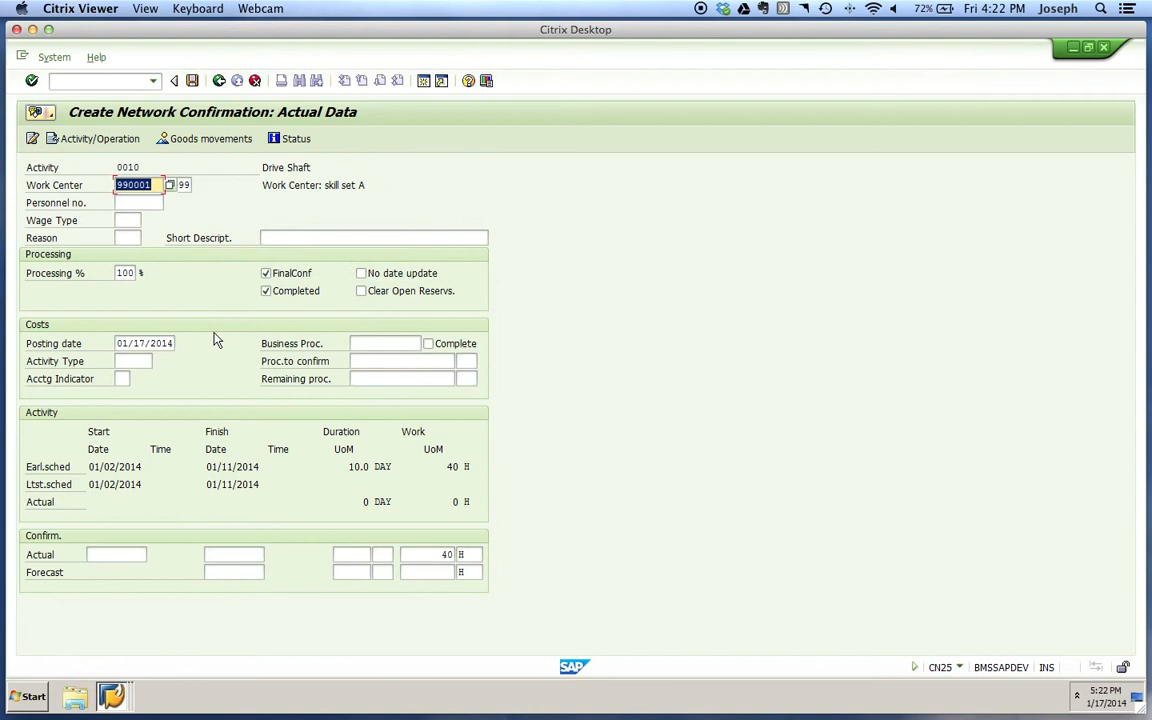 Citrix Viewer View Keyboard Webcam 72% Fri 4:22 PM Joseph
Citrix Desktop
System Help
Create Network Confirmation: Actual Data
Activity/Operation Goods movements Status
Activity 0010 Drive Shaft
Work Center 990001 99 Work Center: skill set A
Personnel no.
Wage Type
Reason Short Descript.
Processing
Processing % 100 % FinalConf No date update
Completed Clear Open Reservs.
Costs
Posting date 01/17/2014 Business Proc. Complete
Activity Type Proc.to confirm
Acctg Indicator Remaining proc.
Activity
Start Finish Duration Work
Date Time Date Time UoM UoM
Earl.sched 01/02/2014 01/11/2014 10.0 DAY 40 H
Ltst.sched 01/02/2014 01/11/2014
Actual 0 DAY 0 H
Confirm.
Actual 40 H
Forecast H
SAP CN25 BMSSAPDEV INS
Start 5:22 PM
1/17/2014